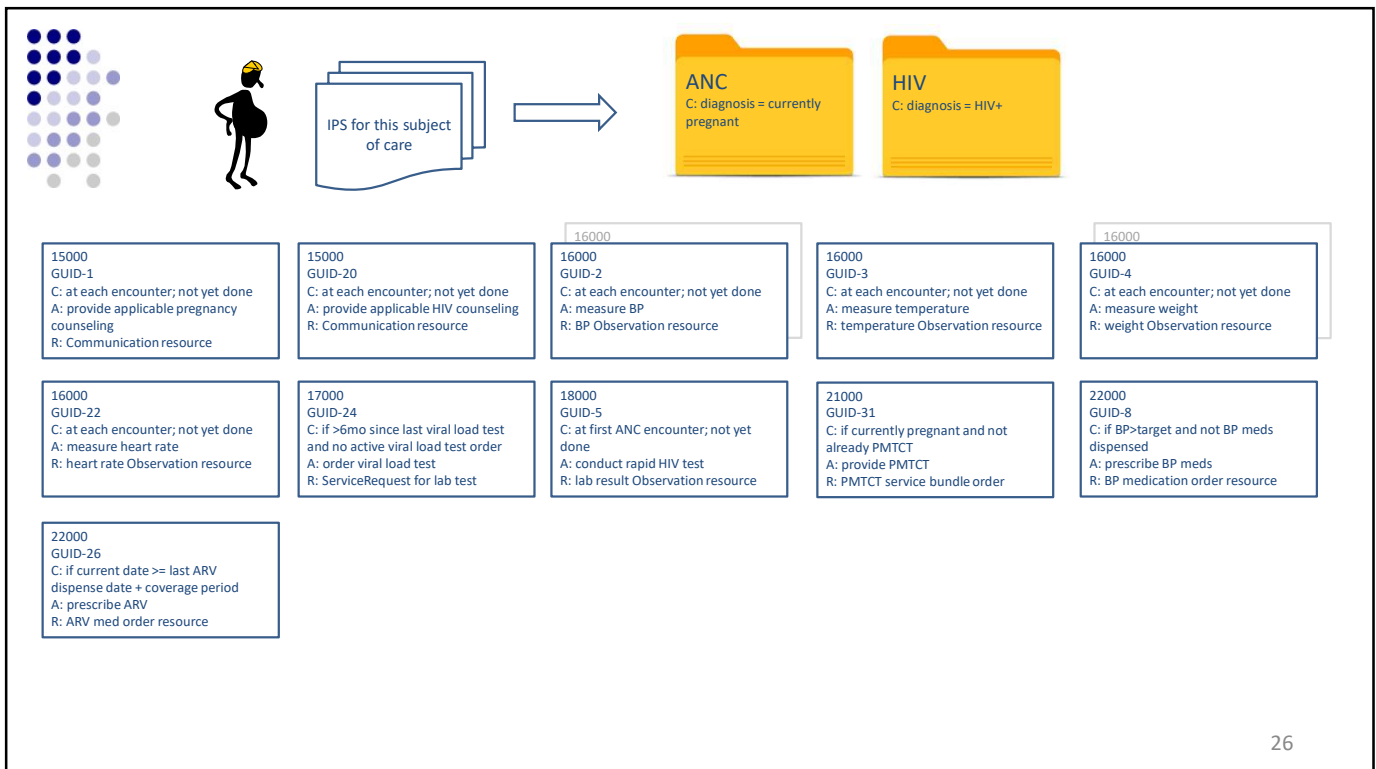 IPS for this subject
of care
ANC
C: diagnosis = currently
pregnant
HIV
C: diagnosis = HIV+
15000
GUID-1
C: at each encounter; not yet done
A: provide applicable pregnancy
counseling
R: Communication resource
15000
GUID-20
C: at each encounter; not yet done
A: provide applicable HIV counseling
R: Communication resource
16000
16000
GUID-2
C: at each encounter; not yet done
A: measure BP
R: BP Observation resource
16000
GUID-3
C: at each encounter; not yet done
A: measure temperature
R: temperature Observation resource
16000
16000
GUID-4
C: at each encounter; not yet done
A: measure weight
R: weight Observation resource
16000
GUID-22
C: at each encounter; not yet done
A: measure heart rate
R: heart rate Observation resource
17000
GUID-24
C: if >6mo since last viral load test
and no active viral load test order
A: order viral load test
R: ServiceRequest for lab test
18000
GUID-5
C: at first ANC encounter; not yet
done
A: conduct rapid HIV test
R: lab result Observation resource
21000
GUID-31
C: if currently pregnant and not
already PMTCT
A: provide PMTCT
R: PMTCT service bundle order
22000
GUID-8
C: if BP>target and not BP meds
dispensed
A: prescribe BP meds
R: BP medication order resource
22000
GUID-26
C: if current date >= last ARV
dispense date + coverage period
A: prescribe ARV
R: ARV med order resource
26